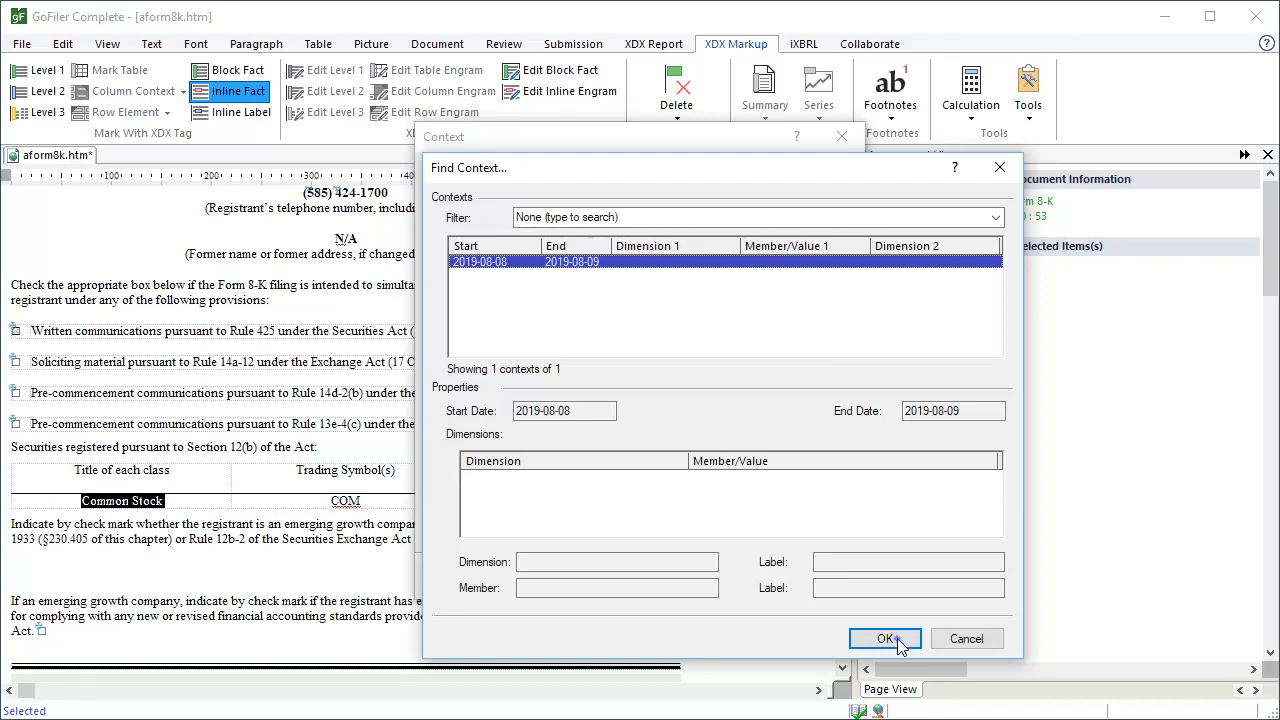 gF GoFiler Complete - [aform8k.htm]
File Edit View Text Font Paragraph Table Picture Document Review Submission XDX Report XDX Markup iXBRL Collaborate
Level 1 Mark Table Block Fact Edit Level 1 Edit Table Engram Edit Block Fact
Level 2 Column Context Inline Fact Edit Level 2 Edit Column Engram Edit Inline Engram
Level 3 Row Element Inline Label Edit Level 3 Edit Row Engram
Delete Summary Series ab1 Footnotes Calculation Tools
Mark With XDX Tag Footnotes Tools
aform8k.htm*
100 200 300 400
(585) 424-1700
(Registrant's telephone number, includi
N/A
(Former name or former address, if changed
Check the appropriate box below if the Form 8-K filing is intended to simulta
registrant under any of the following provisions:
Written communications pursuant to Rule 425 under the Securities Act (
Soliciting material pursuant to Rule 14a-12 under the Exchange Act (17 C
Pre-commencement communications pursuant to Rule 14d-2(b) under the
Pre-commencement communications pursuant to Rule 13e-4(c) under the
Securities registered pursuant to Section 12(b) of the Act:
Title of each class Trading Symbol(s)
Common Stock COM
Indicate by check mark whether the registrant is an emerging growth compan
1933 (§230.405 of this chapter) or Rule 12b-2 of the Securities Exchange Act
If an emerging growth company, indicate by check mark if the registrant has e
for complying with any new or revised financial accounting standards provide
Act.
Context
Find Context...
Contexts
Filter: None (type to search)
Start End Dimension 1 Member/Value 1 Dimension 2
2019-08-08 2019-08-09
Showing 1 contexts of 1
Properties
Start Date: 2019-08-08 End Date: 2019-08-09
Dimensions:
Dimension Member/Value
Dimension: Label:
Member: Label:
OK Cancel
ocument Information
rm 8-K
0 : 53
elected Items(s)
Page View
Selected